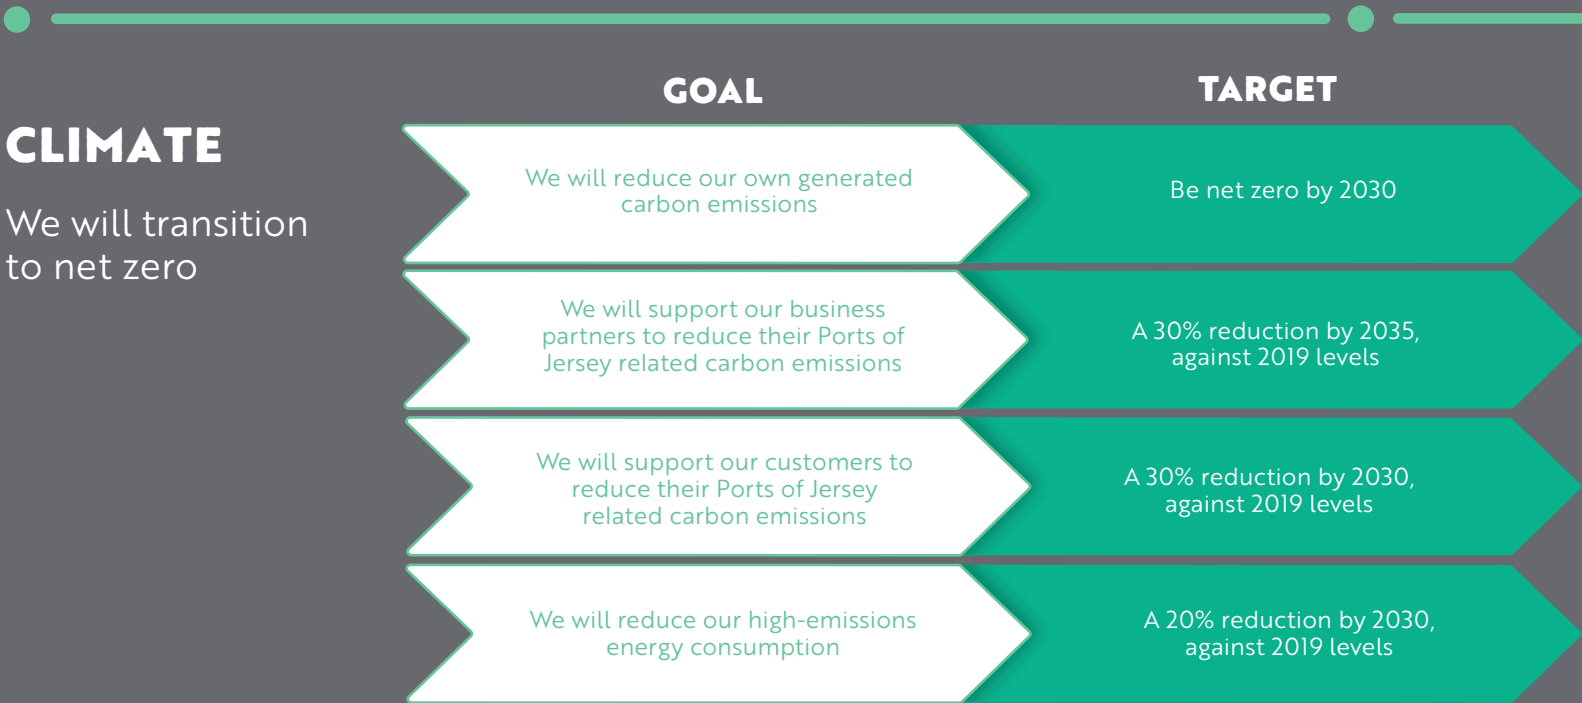 GOAL
TARGET
CLIMATE
We will transition
to net zero
We will reduce our own generated
carbon emissions
Be net zero by 2030
We will support our business
partners to reduce their Ports of
Jersey related carbon emissions
A 30% reduction by 2035,
against 2019 levels
We will support our customers to
reduce their Ports of Jersey
related carbon emissions
A 30% reduction by 2030,
against 2019 levels
We will reduce our high-emissions
energy consumption
A 20% reduction by 2030,
against 2019 levels